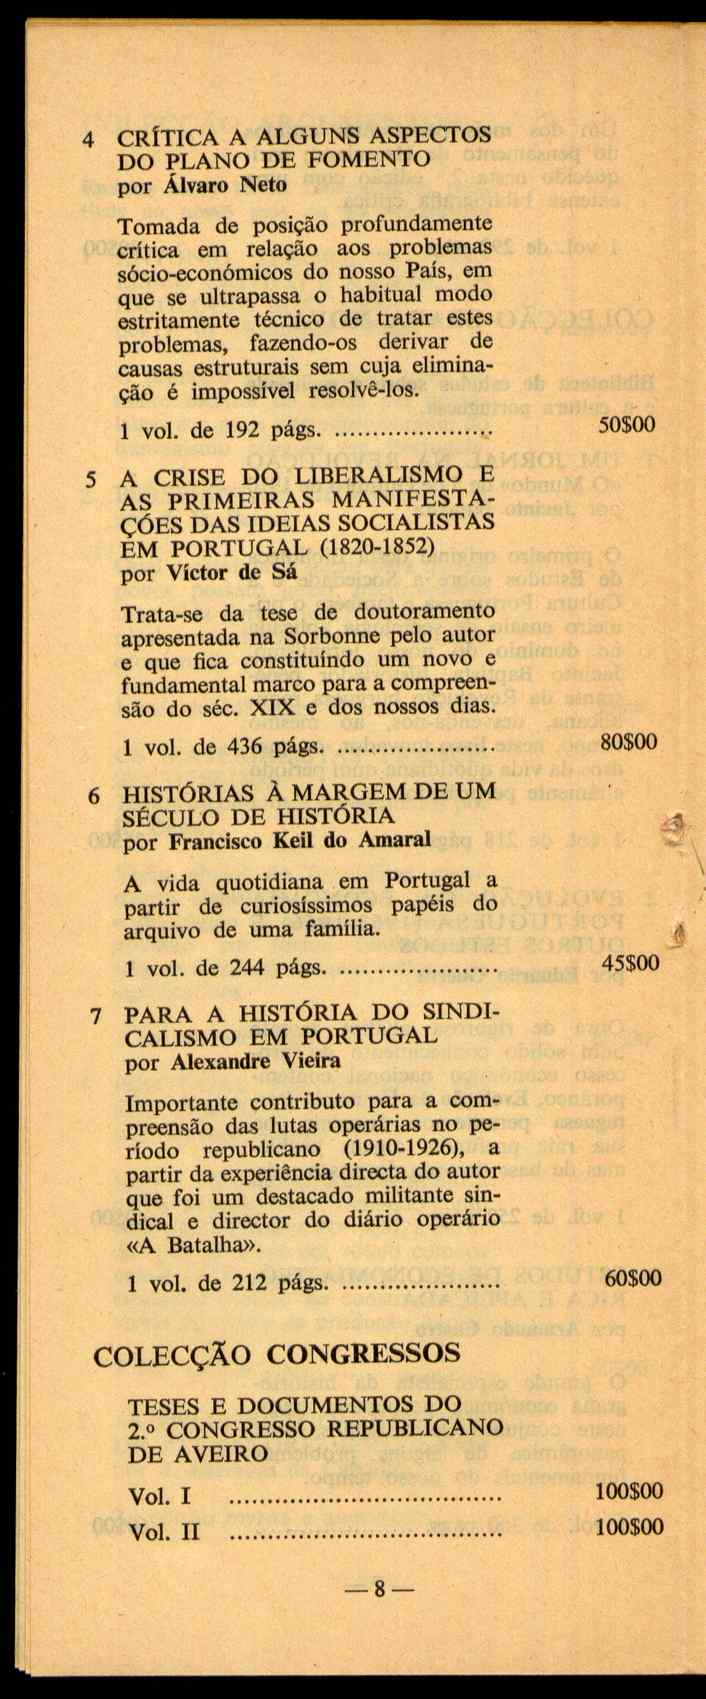 4 CRÍTICA A ALGUNS ASPECTOS
DO PLANO DE FOMENTO
por Álvaro Neto
Tomada de posição profundamente
crítica em relação aos problemas
sócio-económicos do nosso País, em
que se ultrapassa o habitual modo
estritamente técnico de tratar estes
problemas, fazendo-os derivar de
causas estruturais sem cuja elimina-
ção é impossível resolvê-los.
1 vol. de 192 págs. ..................... 50$00
5 A CRISE DO LIBERALISMO E
AS PRIMEIRAS MANIFESTA-
ÇÓES DAS IDEIAS SOCIALISTAS
EM PORTUGAL (1820-1852)
por Víctor de Sá
Trata-se da tese de doutoramento
apresentada na Sorbonne pelo autor
e que fica constituíndo um novo e
fundamental marco para a compreen-
são do séc. XIX e dos nossos dias.
1 vol. de 436 págs. ..................... 80$00
6 HISTÓRIAS À MARGEM DE UM
SÉCULO DE HISTÓRIA
por Francisco Keil do Amaral
A vida quotidiana em Portugal a
partir de curiosíssimos papéis do
arquivo de uma família.
1 vol. de 244 págs. ..................... 45$00
7 PARA A HISTÓRIA DO SINDI-
CALISMO EM PORTUGAL
por Alexandre Vieira
Importante contributo para a com-
preensão das lutas operárias no pe-
ríodo republicano (1910-1926), a
partir da experiência directa do autor
que foi um destacado militante sin-
dical e director do diário operário
«A Batalha».
1 vol. de 212 págs. ..................... 60$00
COLECÇÃO CONGRESSOS
TESES E DOCUMENTOS DO
2.º CONGRESSO REPUBLICANO
DE AVEIRO
Vol. I .................................... 100$00
Vol. II .................................... 100$00
— 8 —